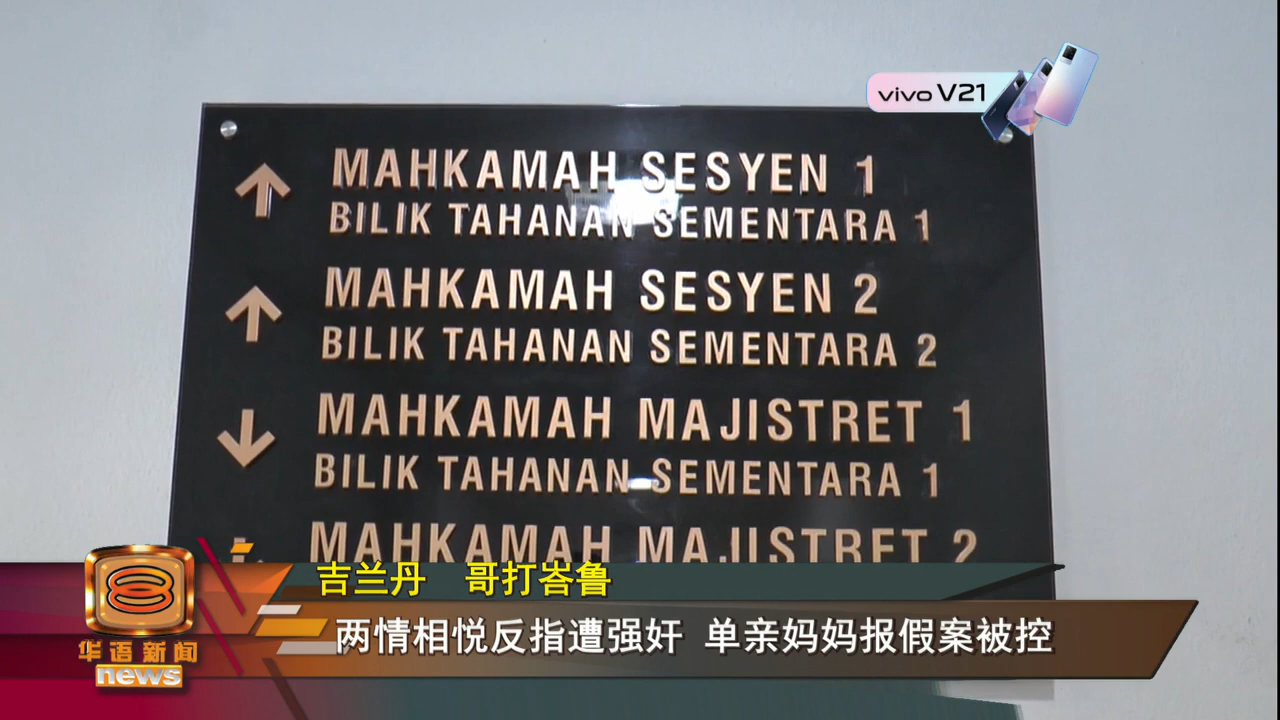 vivo V21
MAHKAMAH SESYEN 1
BILIK TAHANAN SEMENTARA 1
MAHKAMAH SESYEN 2
BILIK TAHANAN SEMENTARA 2
MAHKAMAH MAJISTRET 1
BILIK TAHANAN SEMENTARA 1
MAHKAMAH MAJISTRET 2
吉兰丹 哥打峇鲁
两情相悦反指遭强奸 单亲妈妈报假案被控
华语新闻
news